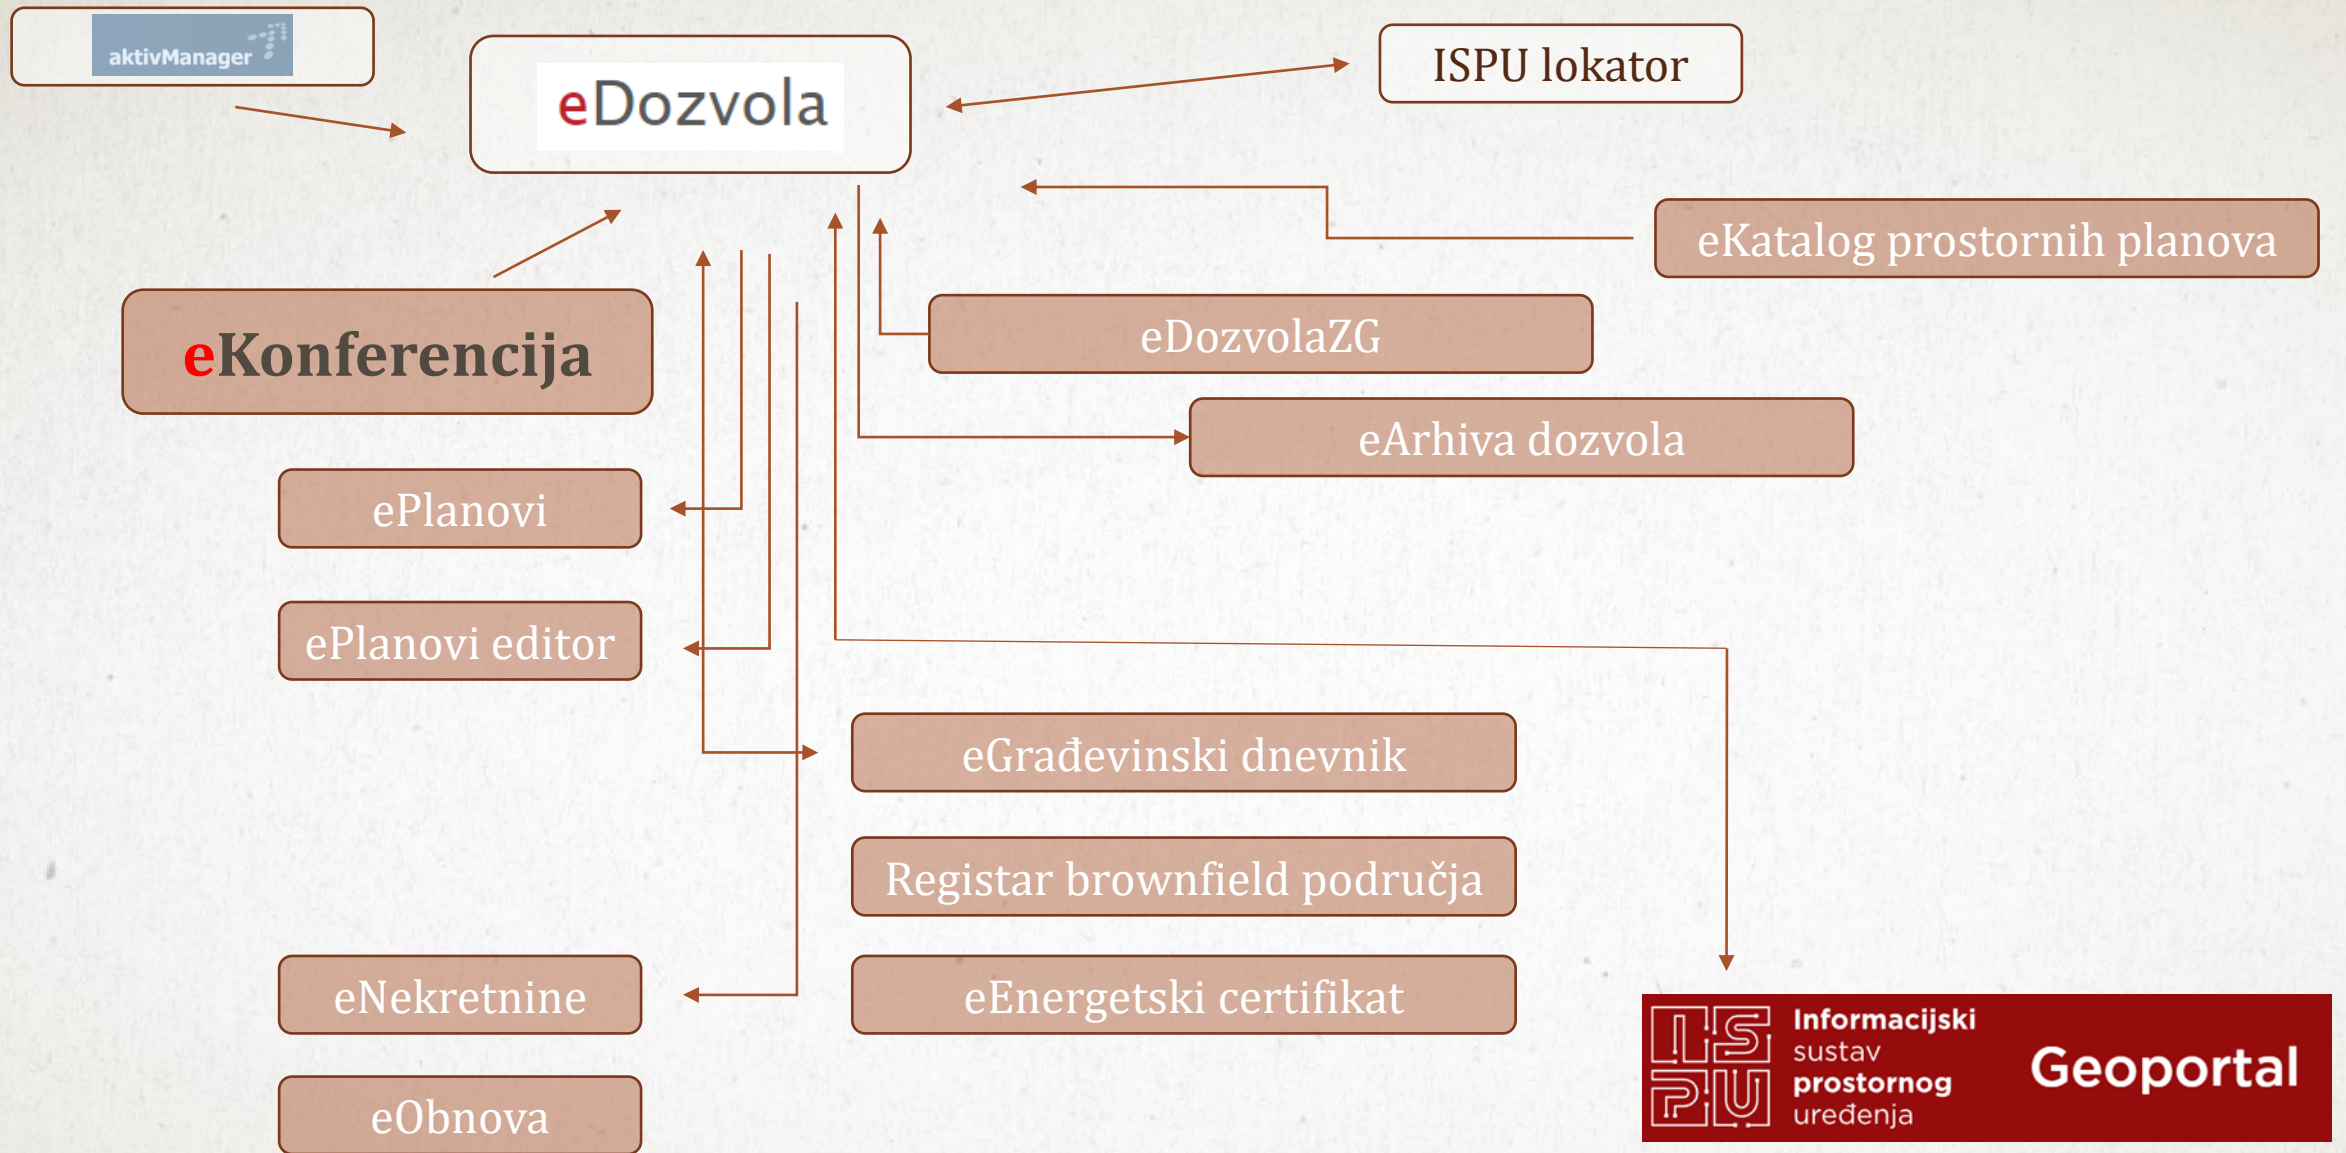 aktivManager
eDozvola
ISPU lokator
eKatalog prostornih planova
eDozvolaZG
eKonferencija
eArhiva dozvola
ePlanovi
ePlanovi editor
eGrađevinski dnevnik
Registar brownfield područja
eNekretnine
eEnergetski certifikat
eObnova
ISPU
Informacijski
sustav
prostornog
uređenja
Geoportal